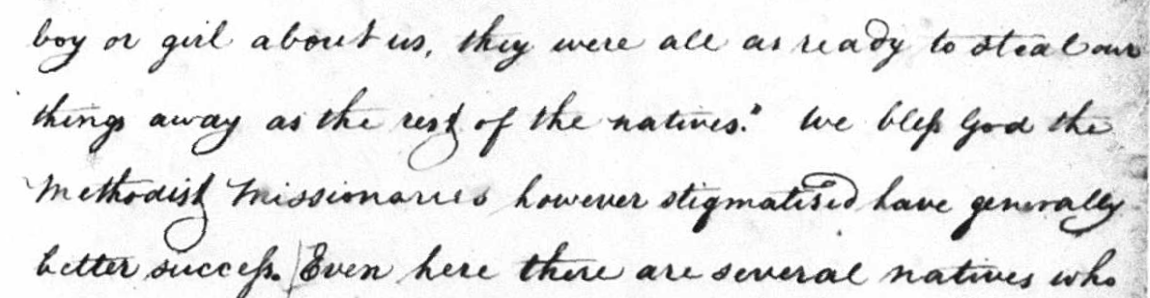 boy or girl about us, they were all as ready to steal our
things away as the rest of the natives." We bless God the
Methodist Missionaries however stigmatised have generally
better success. Even here there are several natives who